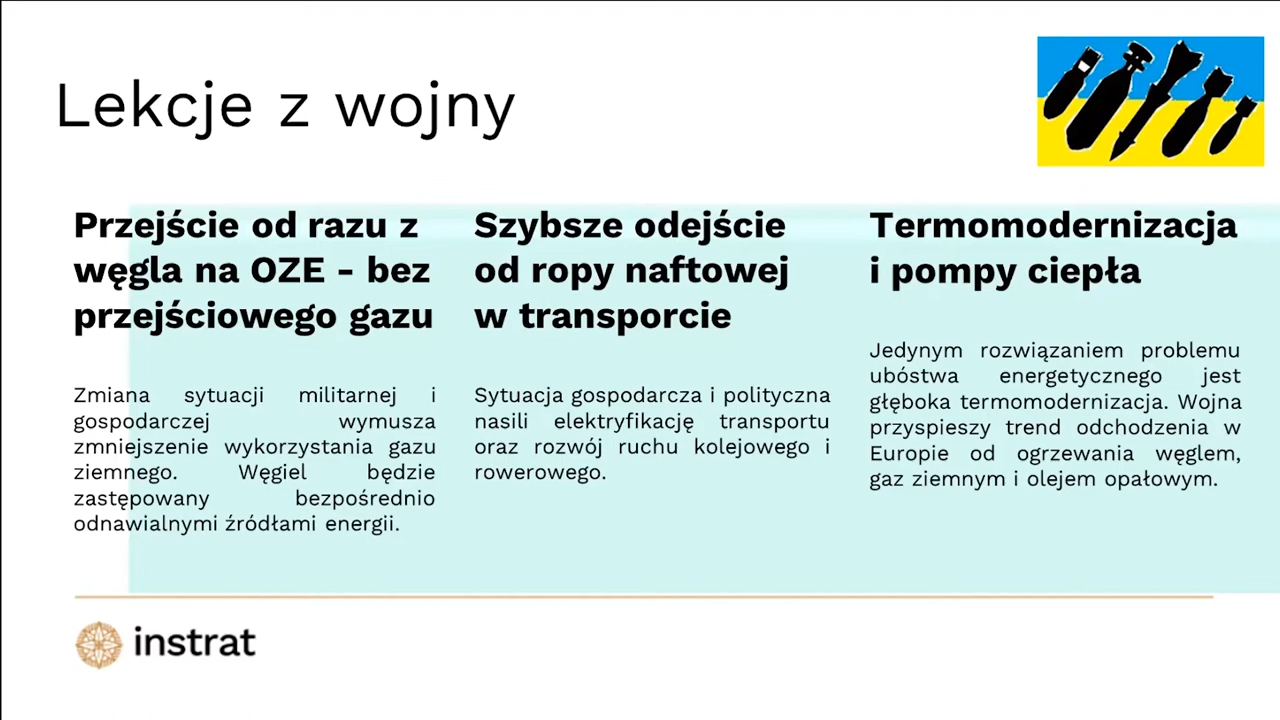 Lekcje z wojny
Przejście od razu z
węgla na OZE - bez
przejściowego gazu
Zmiana sytuacji militarnej i
gospodarczej wymusza
zmniejszenie wykorzystania gazu
ziemnego. Węgiel będzie
zastępowany bezpośrednio
odnawialnymi źródłami energii.
Szybsze odejście
od ropy naftowej
w transporcie
Sytuacja gospodarcza i polityczna
nasili elektryfikację transportu
oraz rozwój ruchu kolejowego i
rowerowego.
Termomodernizacja
i pompy ciepła
Jedynym rozwiązaniem problemu
ubóstwa energetycznego jest
głęboka termomodernizacja. Wojna
przyspieszy trend odchodzenia w
Europie od ogrzewania węglem,
gaz ziemnym i olejem opałowym.
instrat